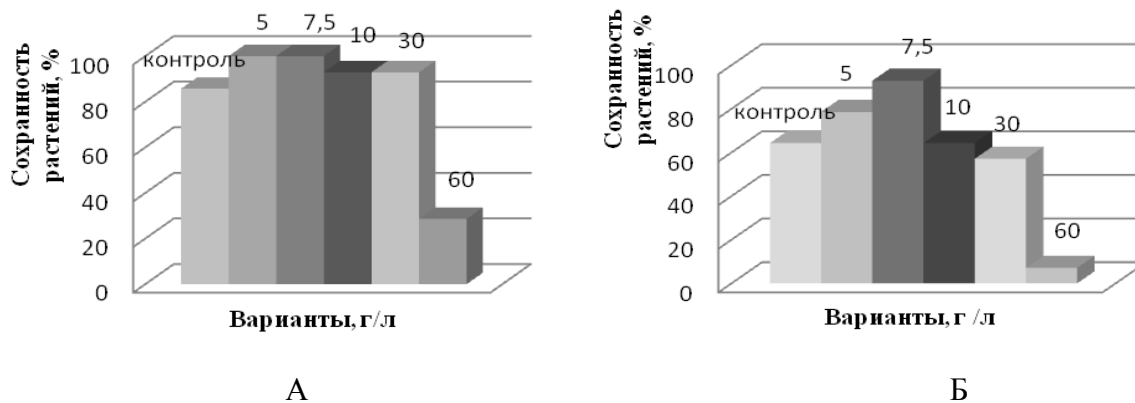 Сохранность
растений, %
100
80
60
40
20
0
контроль
5
7,5
10
30
60
Варианты, г/л
А
Сохранность
растений, %
100
80
60
40
20
0
контроль
5
7,5
10
30
60
Варианты, г /л
Б